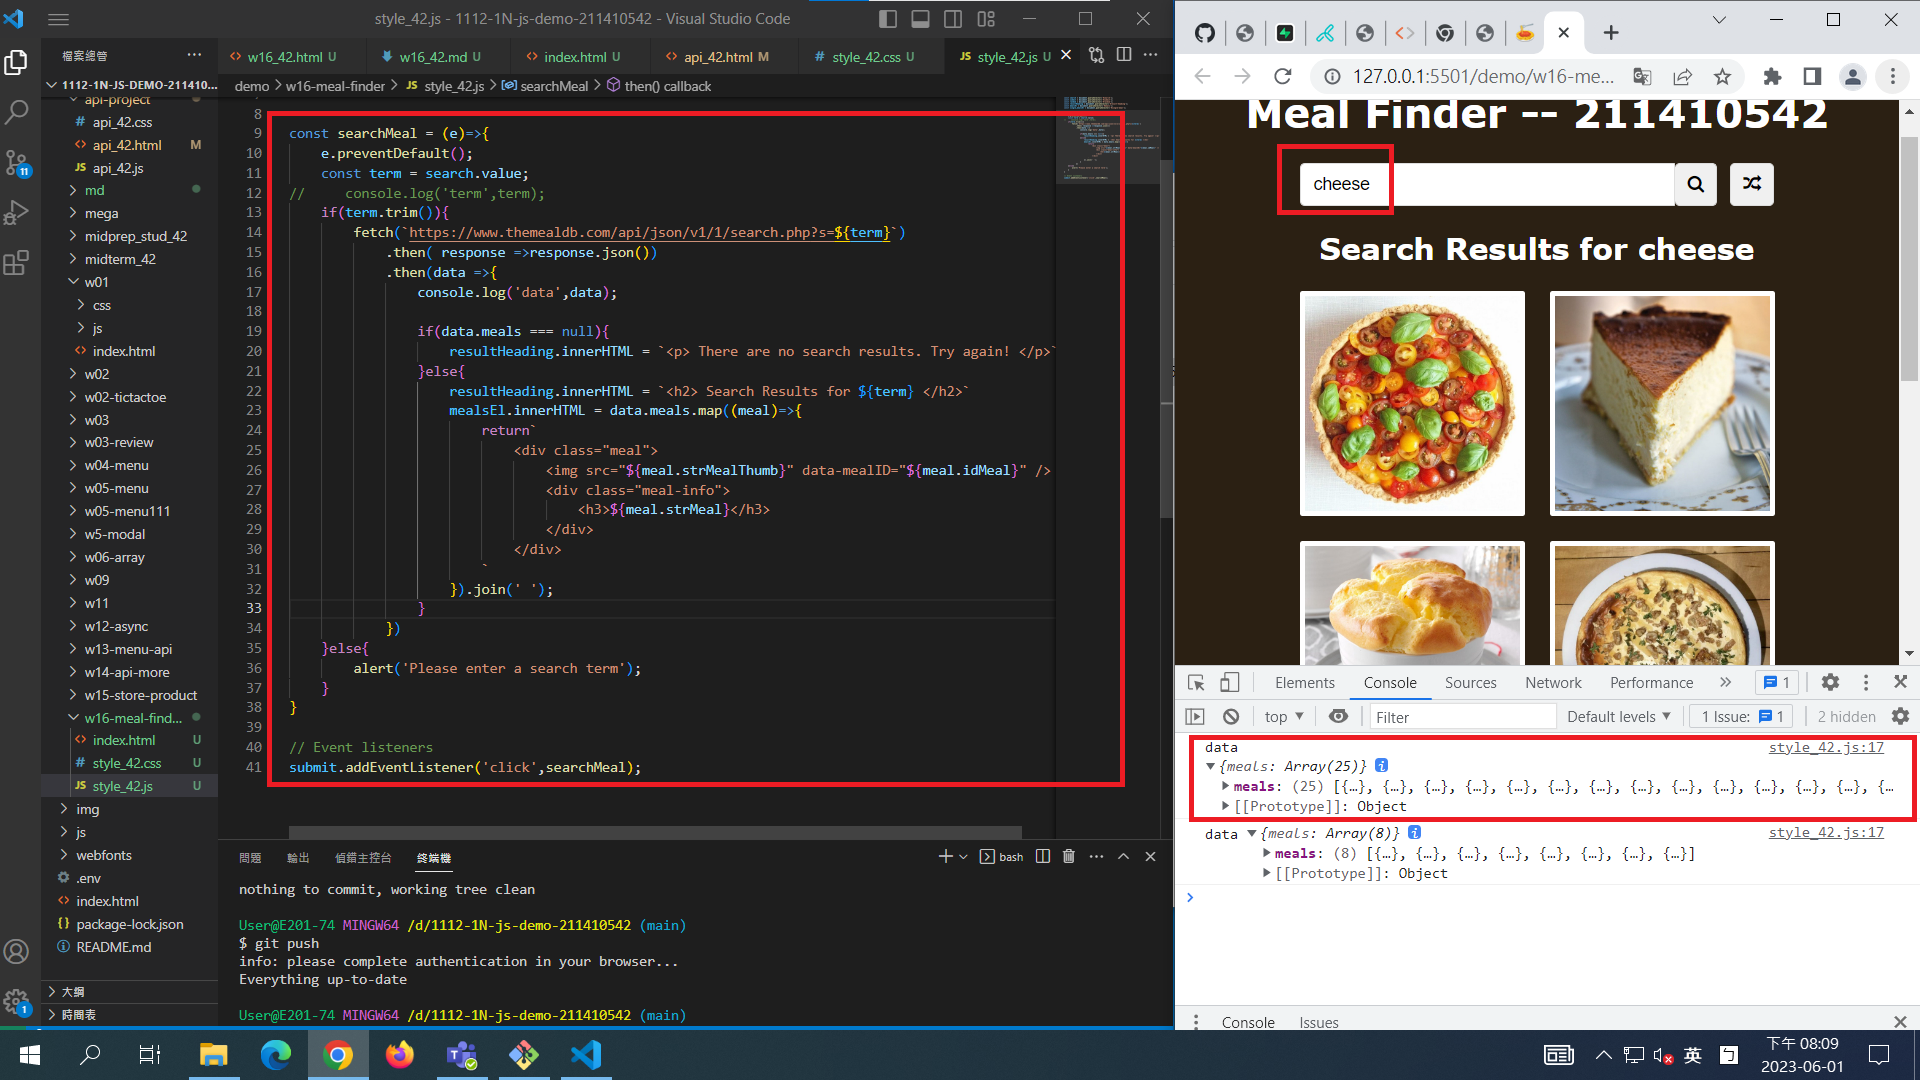 style_42.js - 1112-1N-js-demo-211410542 - Visual Studio Code
檔案總管
w16_42.html U
w16_42.md U
index.html U
api_42.html M
style_42.css U
style_42.js U
demo > w16-meal-finder > JS style_42.js > searchMeal > then() callback
1112-1N-JS-DEMO-211410...
api-project
# api_42.css
api_42.html M
JS api_42.js
md
mega
midprep_stud_42
midterm_42
w01
css
js
index.html
w02
w02-tictactoe
w03
w03-review
w04-menu
w05-menu
w05-menu111
w5-modal
w06-array
w09
w11
w12-async
w13-menu-api
w14-api-more
w15-store-product
w16-meal-find...
index.html U
# style_42.css U
JS style_42.js U
img
js
webfonts
.env
index.html
package-lock.json
README.md
大綱
時間表
8
9 const searchMeal = (e)=>{
10 e.preventDefault();
11 const term = search.value;
12 // console.log('term',term);
13 if(term.trim()){
14 fetch(`https://www.themealdb.com/api/json/v1/1/search.php?s=${term}`)
15 .then( response =>response.json())
16 .then(data =>{
17 console.log('data',data);
18
19 if(data.meals === null){
20 resultHeading.innerHTML = `<p> There are no search results. Try again! </p>`
21 }else{
22 resultHeading.innerHTML = `<h2> Search Results for ${term} </h2>`
23 mealsEl.innerHTML = data.meals.map((meal)=>{
24 return`
25 <div class="meal">
26 <img src="${meal.strMealThumb}" data-mealID="${meal.idMeal}" />
27 <div class="meal-info">
28 <h3>${meal.strMeal}</h3>
29 </div>
30 </div>
31 `
32 }).join(' ');
33 }
34 })
35 }else{
36 alert('Please enter a search term');
37 }
38 }
39
40 // Event listeners
41 submit.addEventListener('click',searchMeal);
問題 輸出 偵錯主控台 終端機
bash
nothing to commit, working tree clean
User@E201-74 MINGW64 /d/1112-1N-js-demo-211410542 (main)
$ git push
info: please complete authentication in your browser...
Everything up-to-date
User@E201-74 MINGW64 /d/1112-1N-js-demo-211410542 (main)
11
1
127.0.0.1:5501/demo/w16-me...
Meal Finder -- 211410542
cheese
Search Results for cheese
Elements Console Sources Network Performance 1
top Filter Default levels 1 Issue: 1 2 hidden
data style_42.js:17
{meals: Array(25)}
meals: (25) [{…}, {…}, {…}, {…}, {…}, {…}, {…}, {…}, {…}, {…}, {…}, {…}, {…}, {…
[[Prototype]]: Object
data {meals: Array(8)} style_42.js:17
meals: (8) [{…}, {…}, {…}, {…}, {…}, {…}, {…}, {…}]
[[Prototype]]: Object
Console Issues
英
下午 08:09
2023-06-01